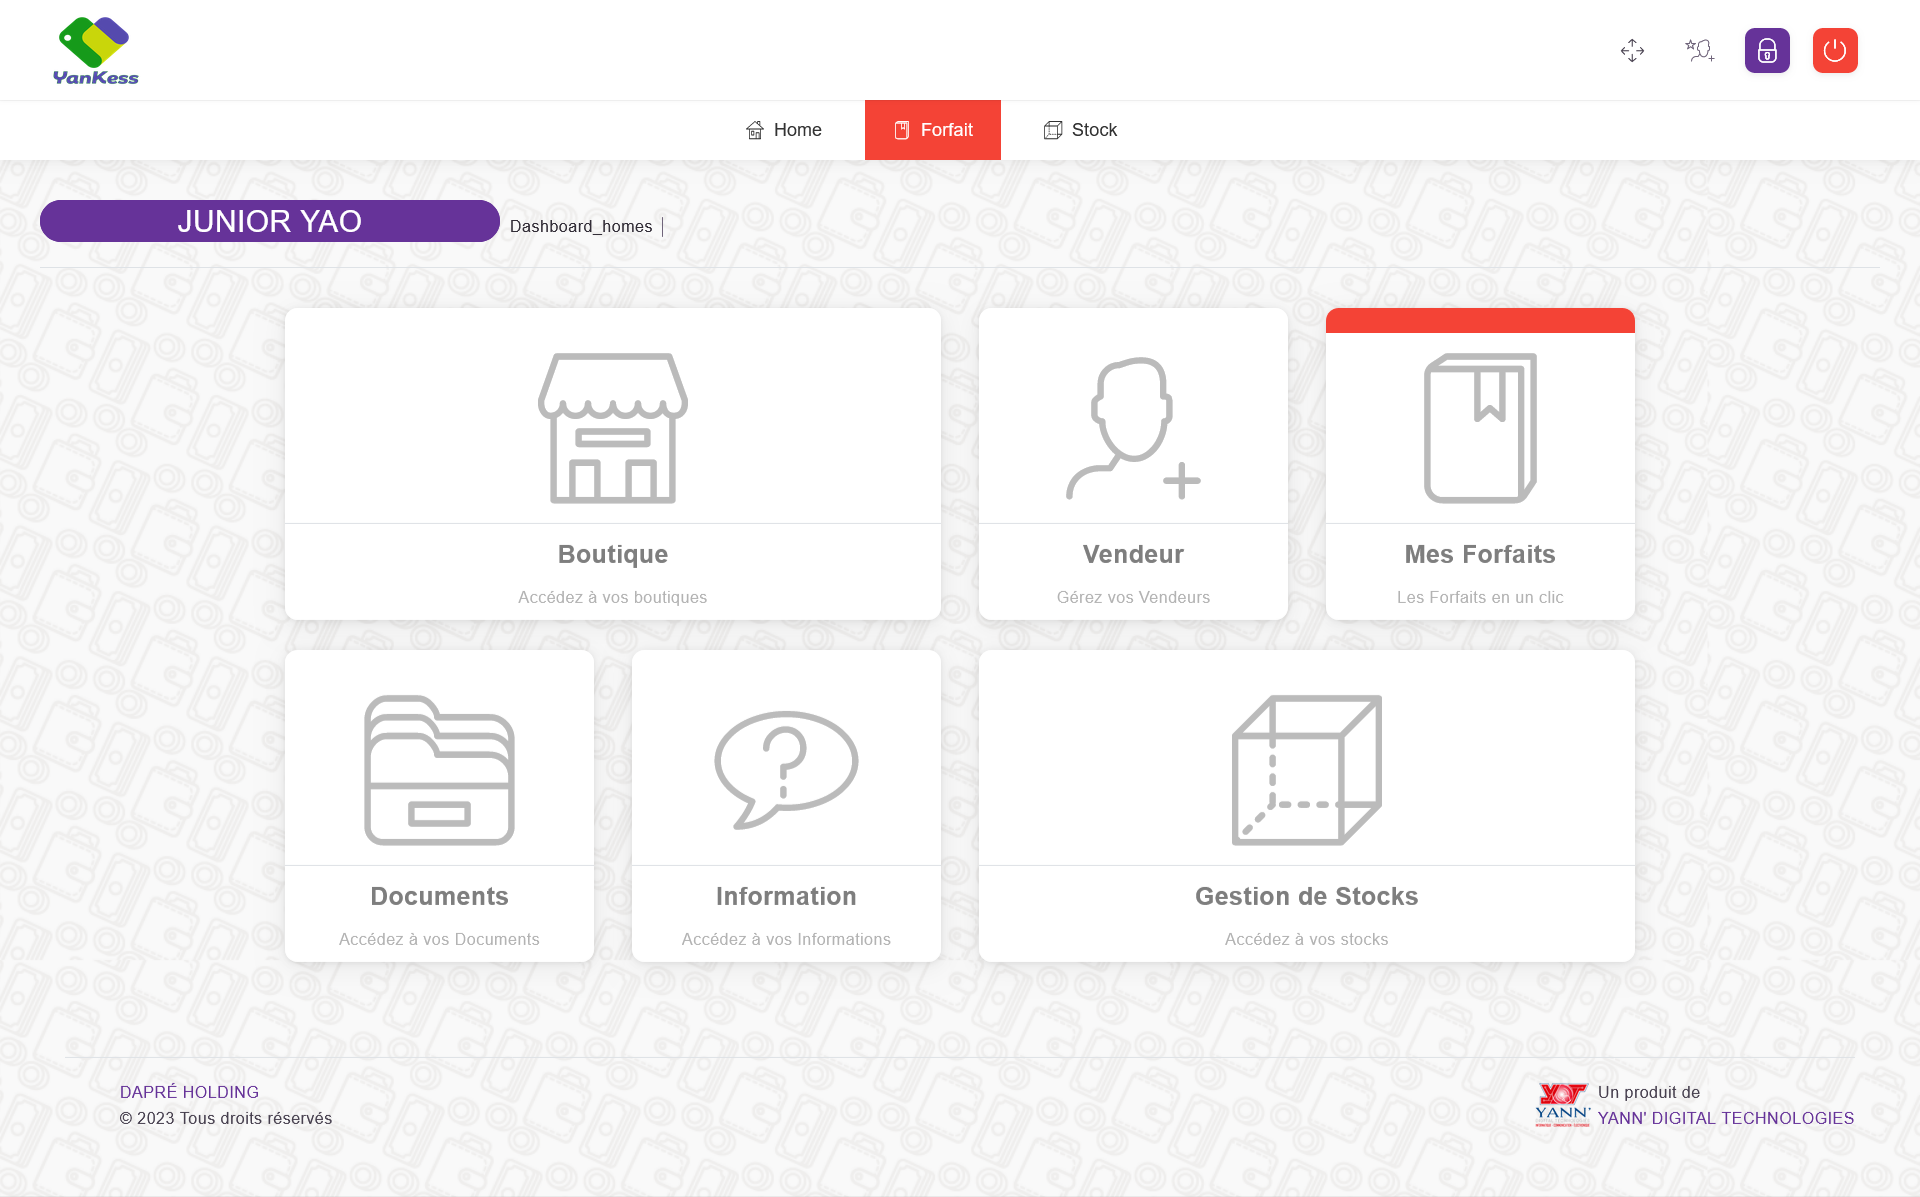 YanKess
Home
Forfait
Stock
JUNIOR YAO
Dashboard_homes
Boutique
Accédez à vos boutiques
Vendeur
Gérez vos Vendeurs
Mes Forfaits
Les Forfaits en un clic
Documents
Accédez à vos Documents
Information
Accédez à vos Informations
Gestion de Stocks
Accédez à vos stocks
DAPRÉ HOLDING
© 2023 Tous droits réservés
YANN'
Un produit de
YANN' DIGITAL TECHNOLOGIES